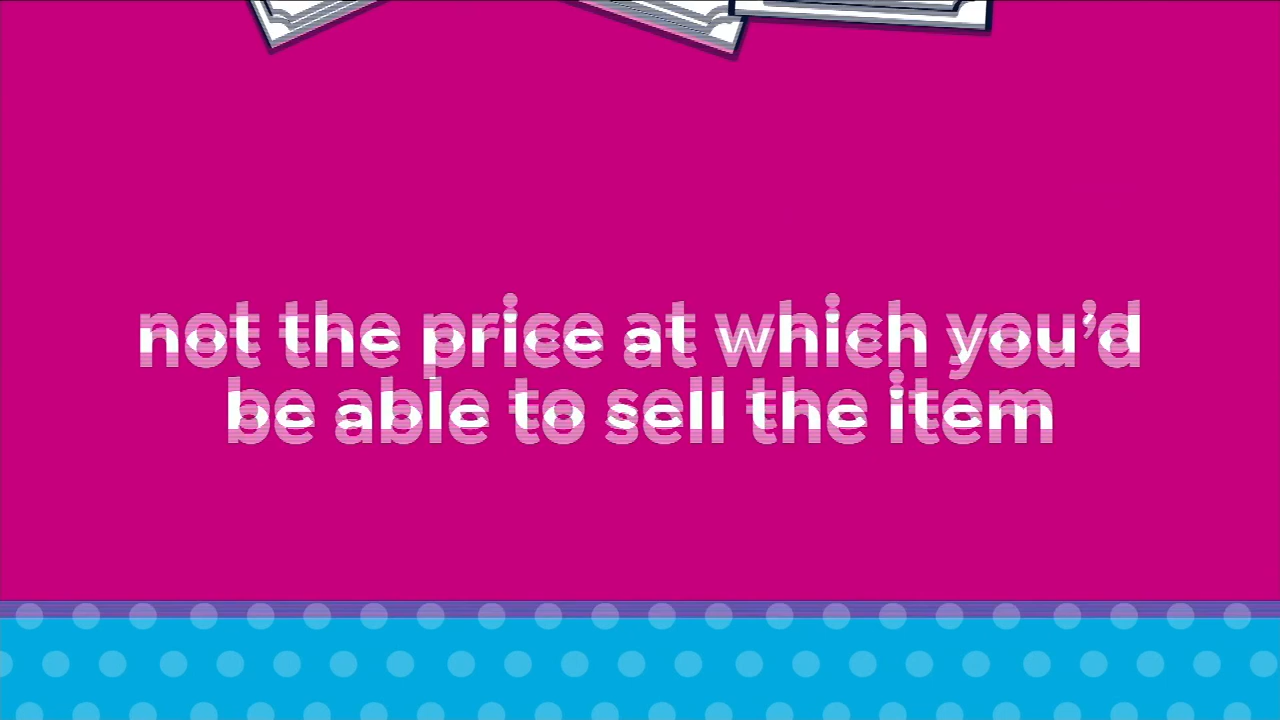 not the price at which you’d
be able to sell the item